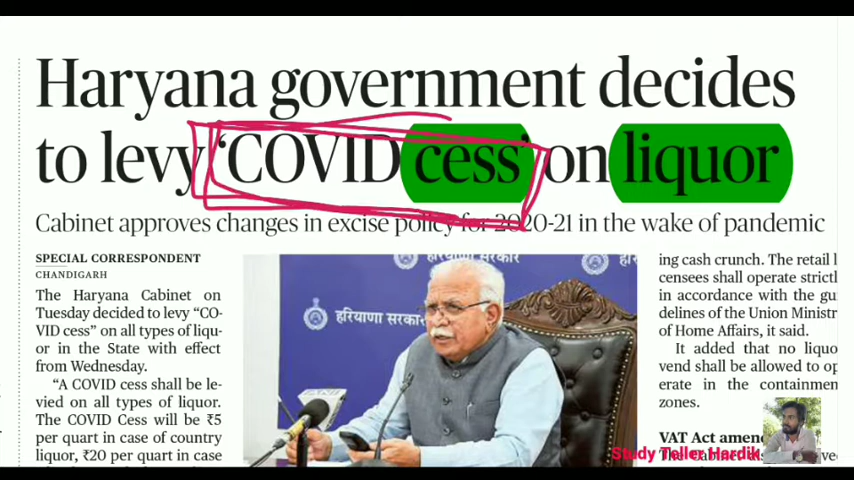 Haryana government decides
to levy ‘COVID cess’ on liquor
Cabinet approves changes in excise policy for 2020-21 in the wake of pandemic
SPECIAL CORRESPONDENT
CHANDIGARH
The Haryana Cabinet on
Tuesday decided to levy “CO-
VID cess” on all types of liqu-
or in the State with effect
from Wednesday.
“A COVID cess shall be le-
vied on all types of liquor.
The COVID Cess will be ₹5
per quart in case of country
liquor, ₹20 per quart in case
हरियाणा सरकार
ing cash crunch. The retail l
censees shall operate strictl
in accordance with the gui
delines of the Union Ministr
of Home Affairs, it said.
It added that no liquo
vend shall be allowed to op
erate in the containmen
zones.
VAT Act amen
Study Teller Hardik